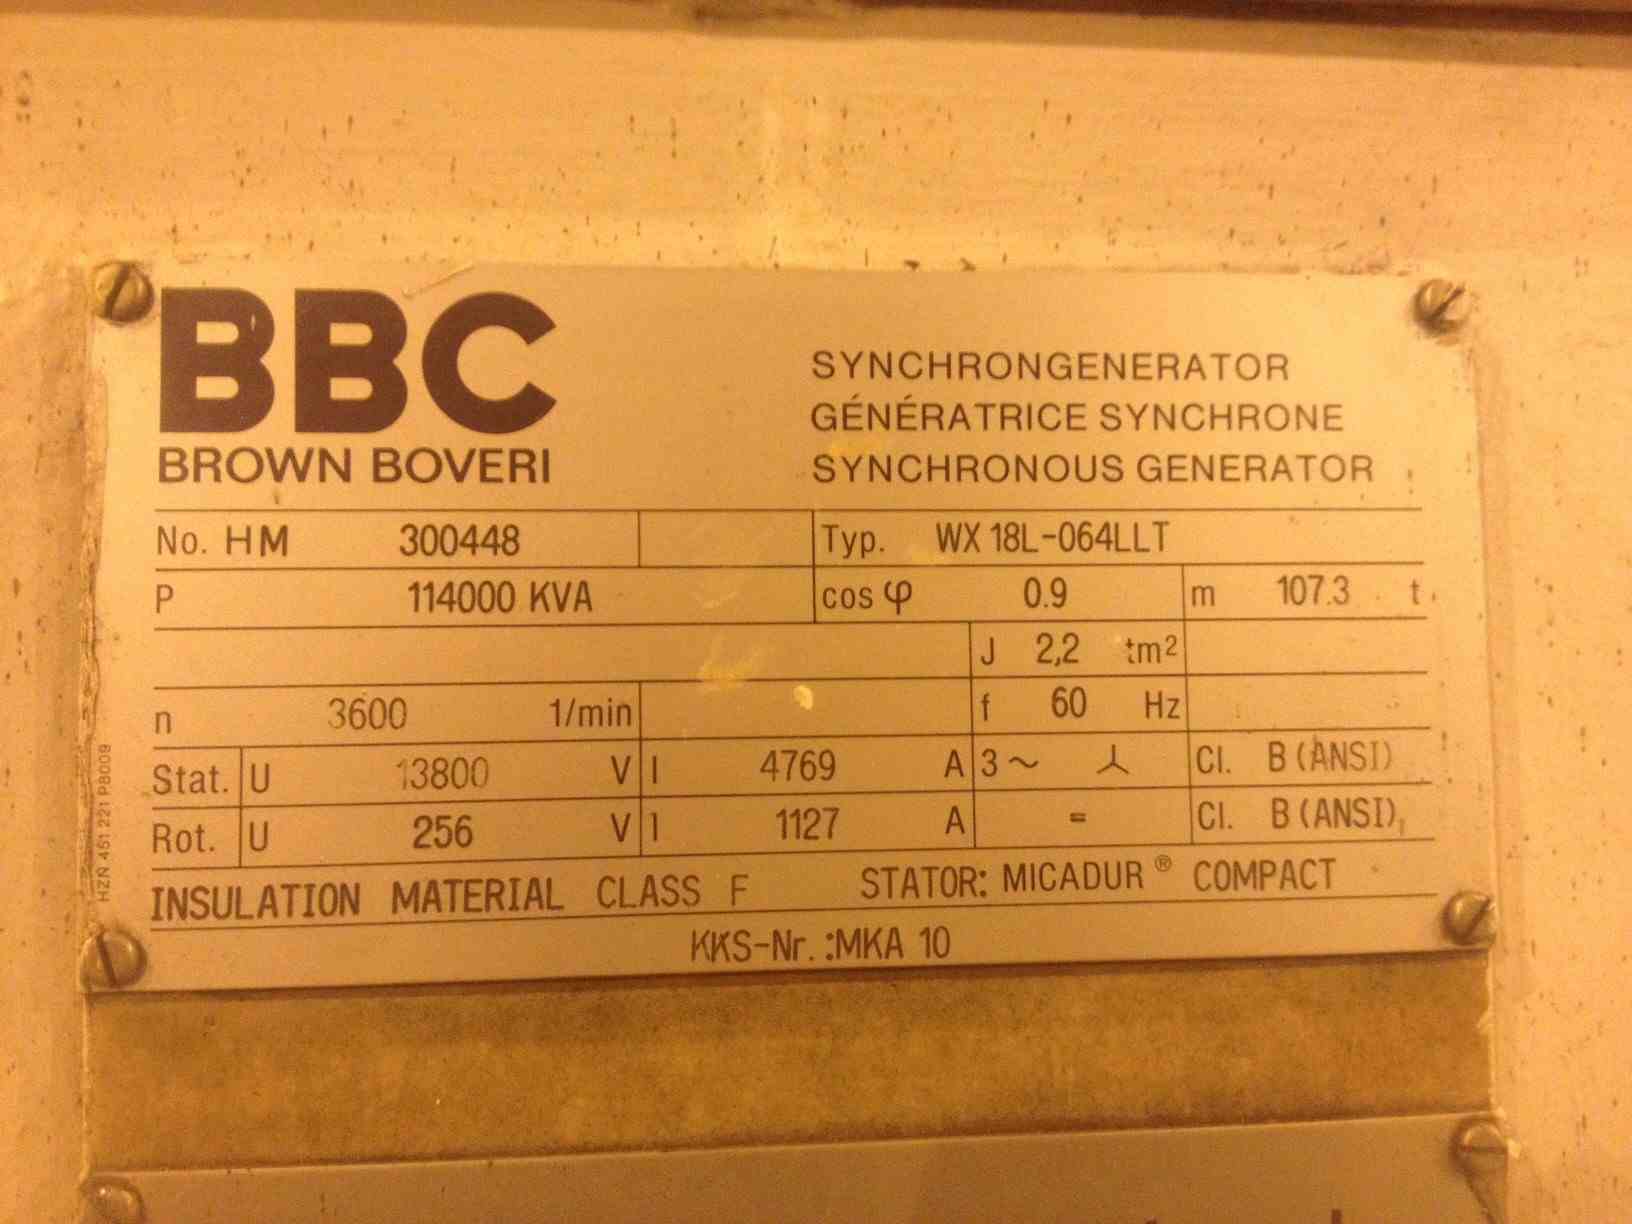 BBC
BROWN BOVERI
SYNCHRONGENERATOR
GÉNÉRATRICE SYNCHRONE
SYNCHRONOUS GENERATOR
No. HM 300448 Typ. WX 18L-064LLT
P 114000 KVA cos φ 0.9 m 107.3 t
J 2,2 tm²
n 3600 1/min f 60 Hz
Stat. U 13800 V I 4769 A 3~ Cl. B (ANSI)
Rot. U 256 V I 1127 A = Cl. B (ANSI)
INSULATION MATERIAL CLASS F STATOR: MICADUR® COMPACT
KKS-Nr. :MKA 10
HZN 451 221 P8009